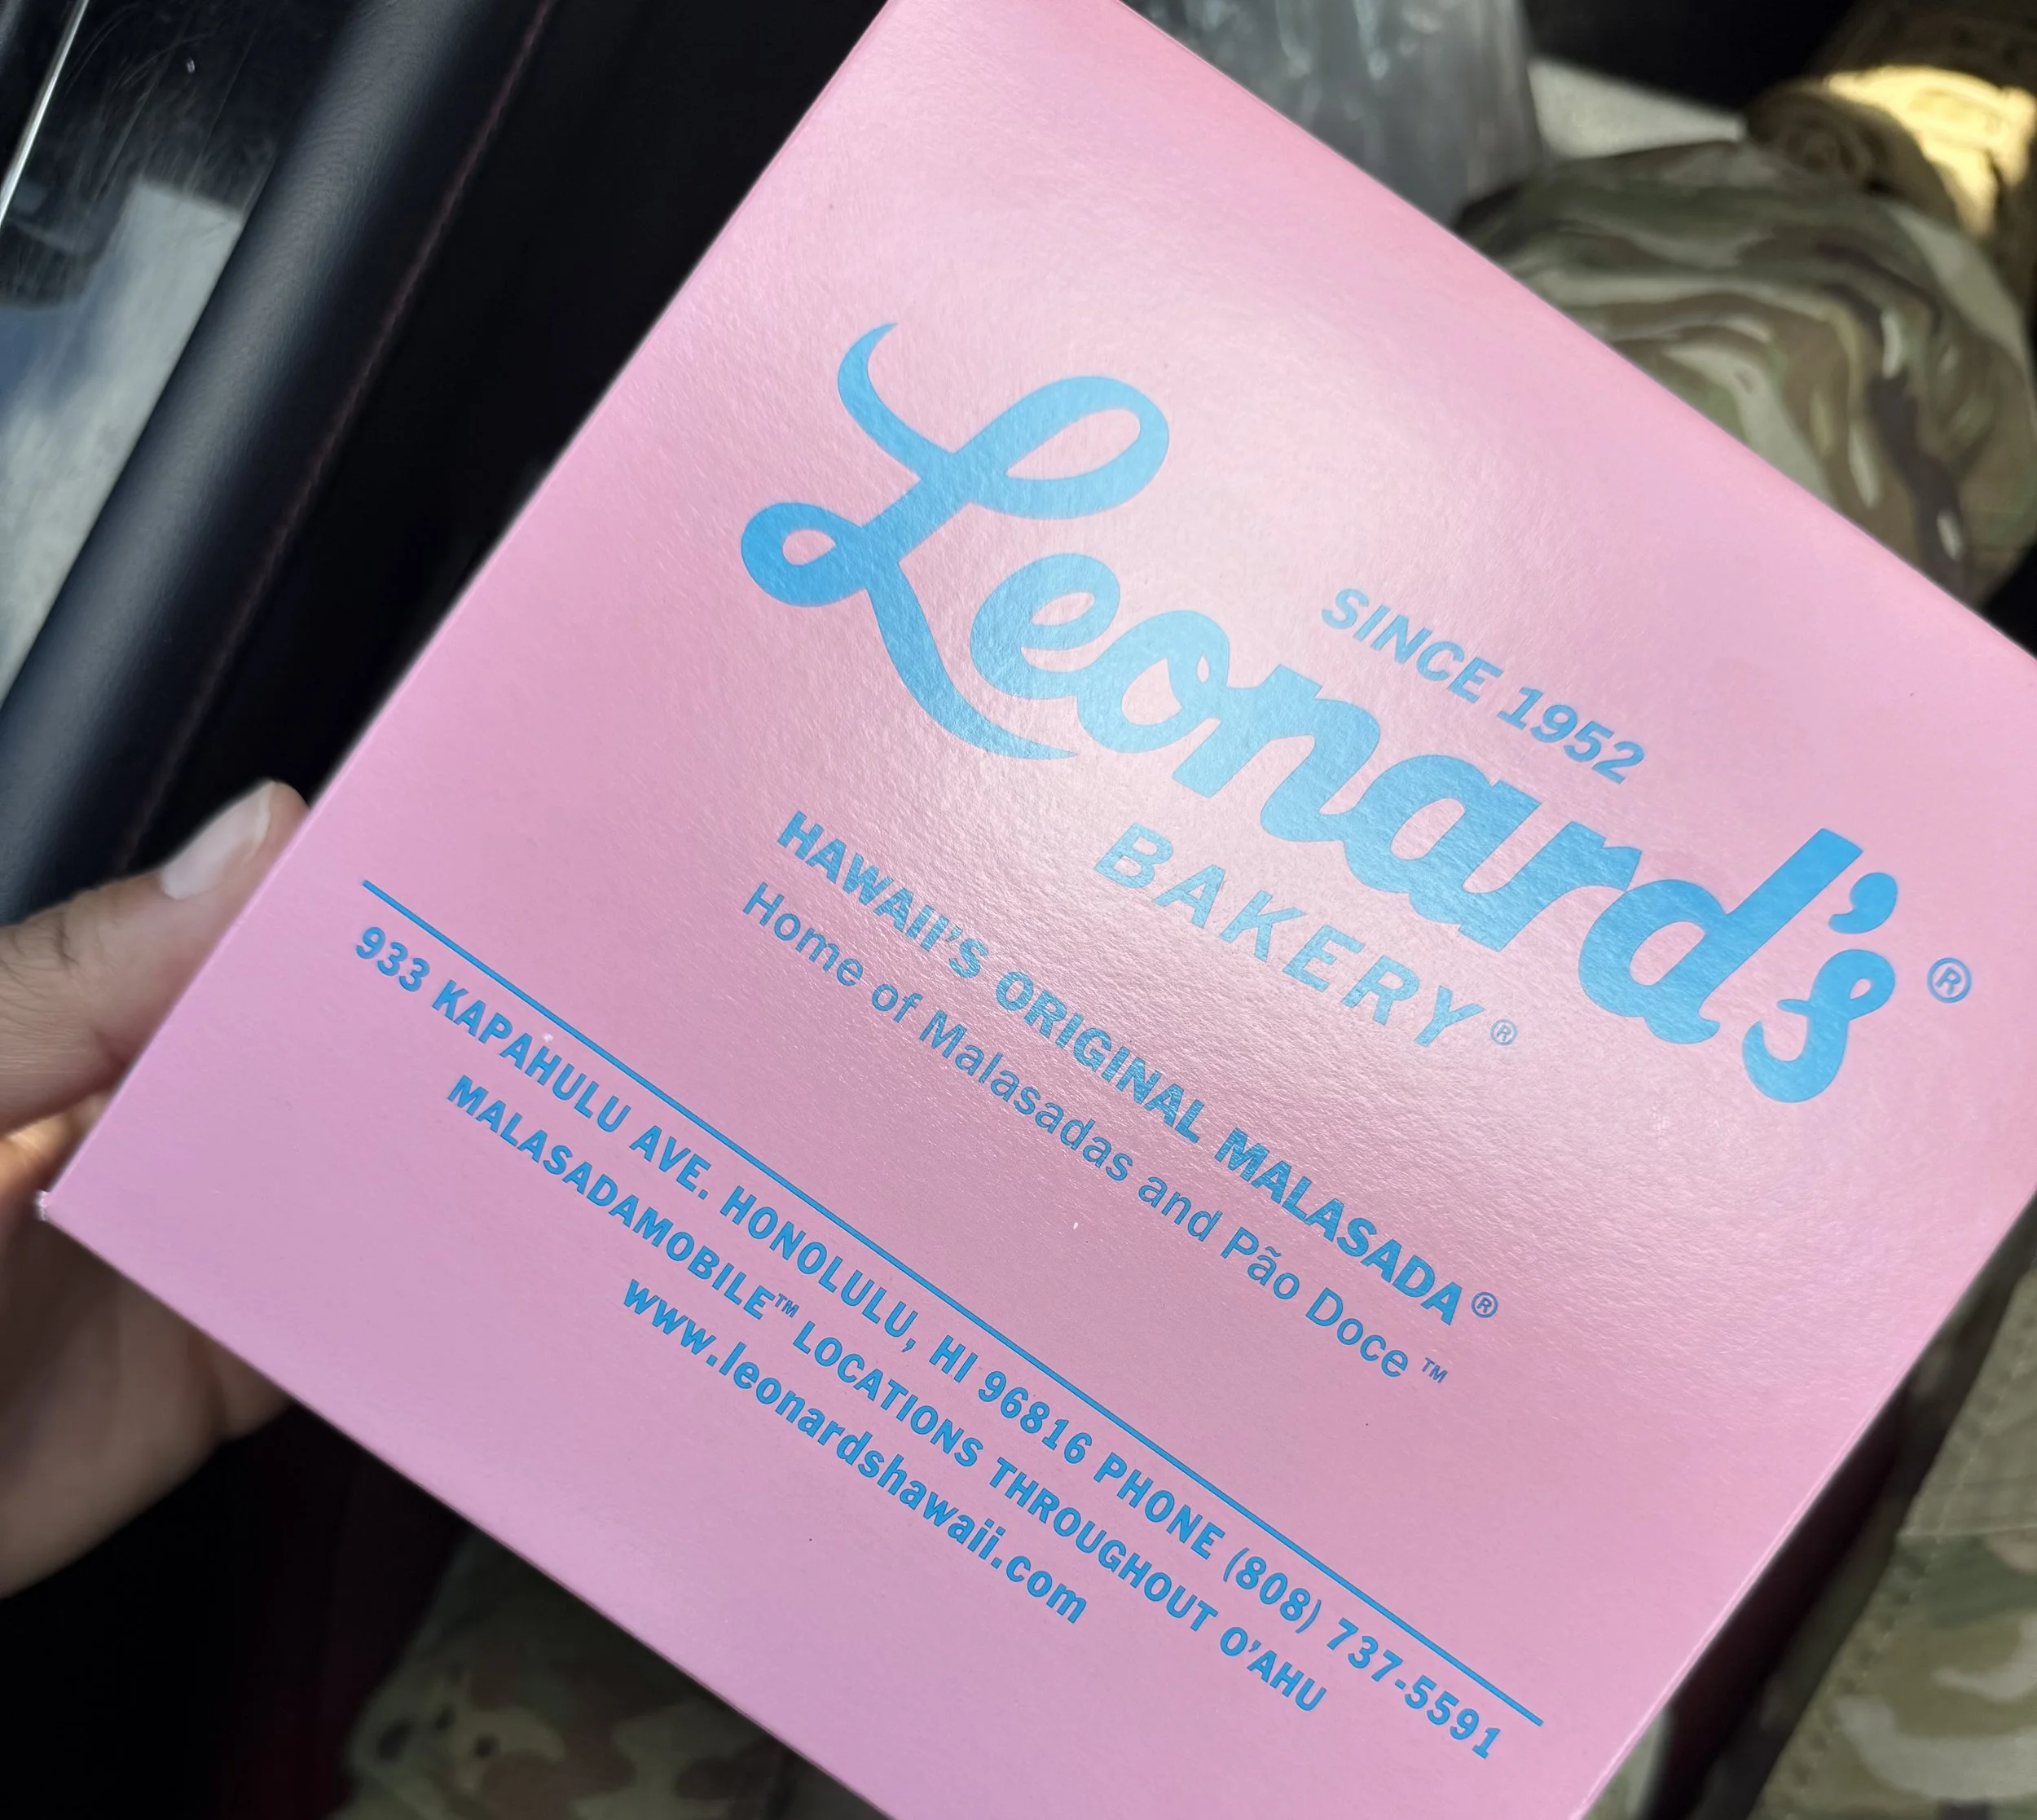 SINCE 1952
Leonard's®
BAKERY®
HAWAII'S ORIGINAL MALASADA®
Home of Malasadas and Pão Doce™
933 KAPAHULU AVE. HONOLULU, HI 96816 PHONE (808) 737-5591
MALASADAMOBILE™ LOCATIONS THROUGHOUT O'AHU
www.leonardshawaii.com